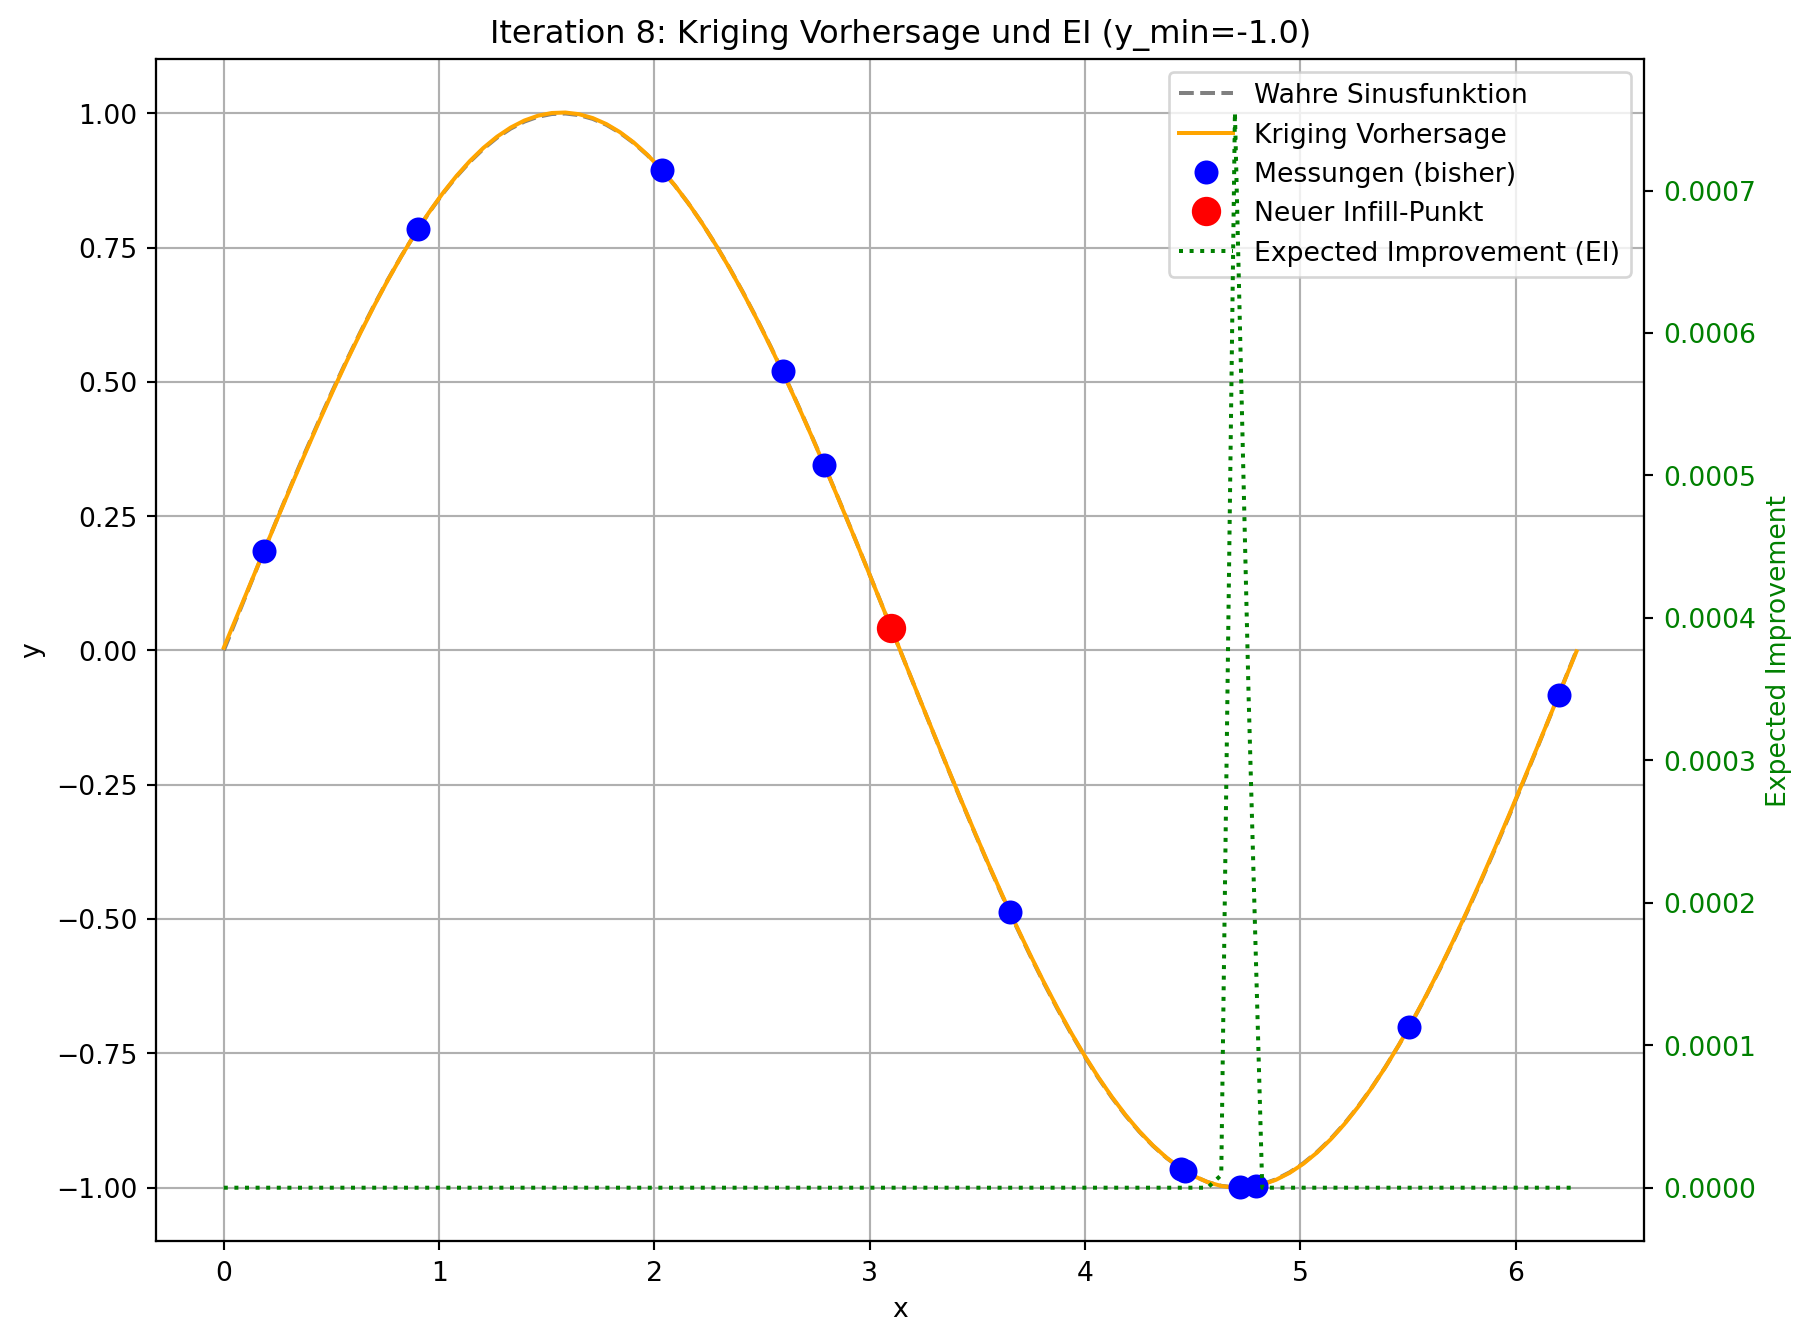 Iteration 8: Kriging Vorhersage und EI (y_min=-1.0)
Wahre Sinusfunktion
Kriging Vorhersage
Messungen (bisher)
Neuer Infill-Punkt
Expected Improvement (EI)
1.00
0.75
0.50
0.25
0.00
−0.25
−0.50
−0.75
−1.00
y
0.0007
0.0006
0.0005
0.0004
0.0003
0.0002
0.0001
0.0000
Expected Improvement
0 1 2 3 4 5 6
x